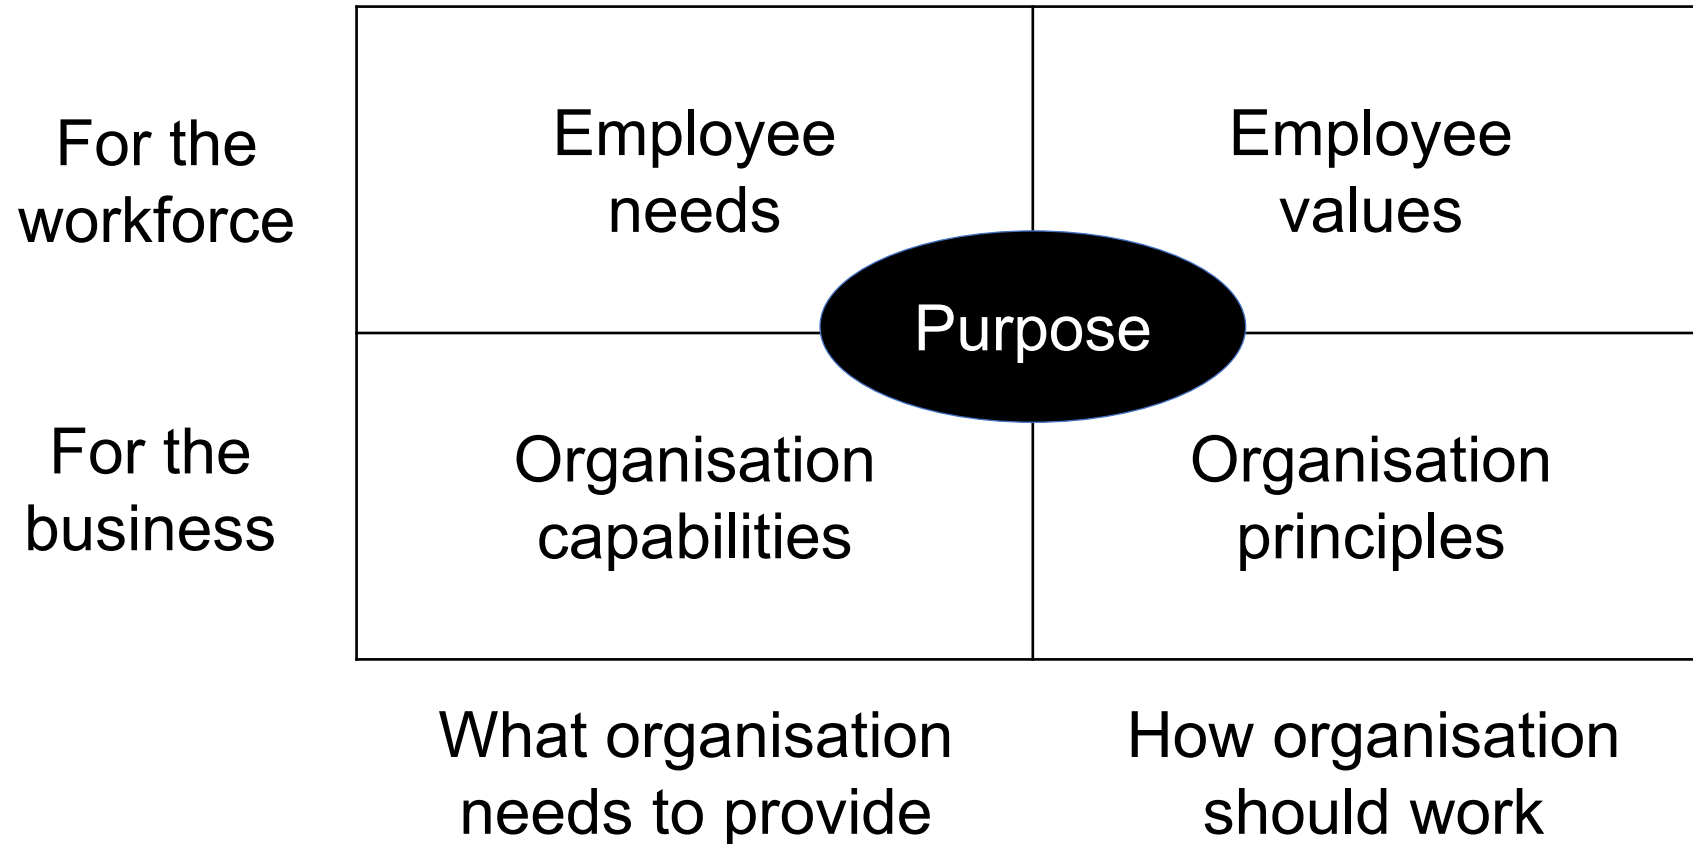 For the
workforce
Employee
needs
Employee
values
Purpose
For the
business
Organisation
capabilities
Organisation
principles
What organisation
needs to provide
How organisation
should work